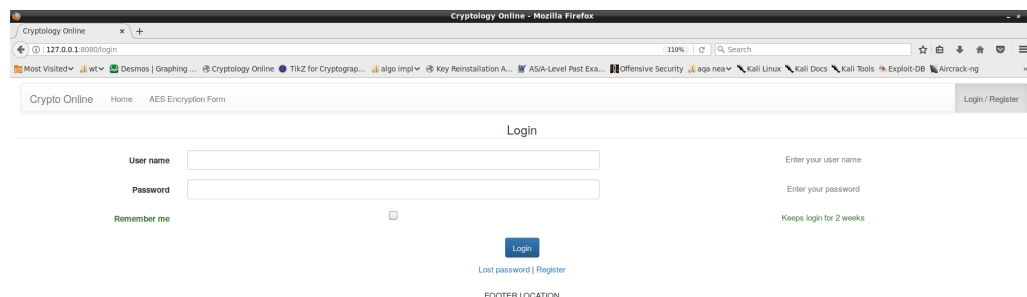 Cryptology Online - Mozilla Firefox
Cryptology Online × +
127.0.0.1:8080/login 110% Search
Most Visited wt Desmos | Graphing ... Cryptology Online TikZ for Cryptograp... algo impl Key Reinstallation A... AS/A-Level Past Exa... Offensive Security aqa nea Kali Linux Kali Docs Kali Tools Exploit-DB Aircrack-ng »
Crypto Online Home AES Encryption Form Login / Register
Login
User name Enter your user name
Password Enter your password
Remember me Keeps login for 2 weeks
Login
Lost password | Register
FOOTER LOCATION